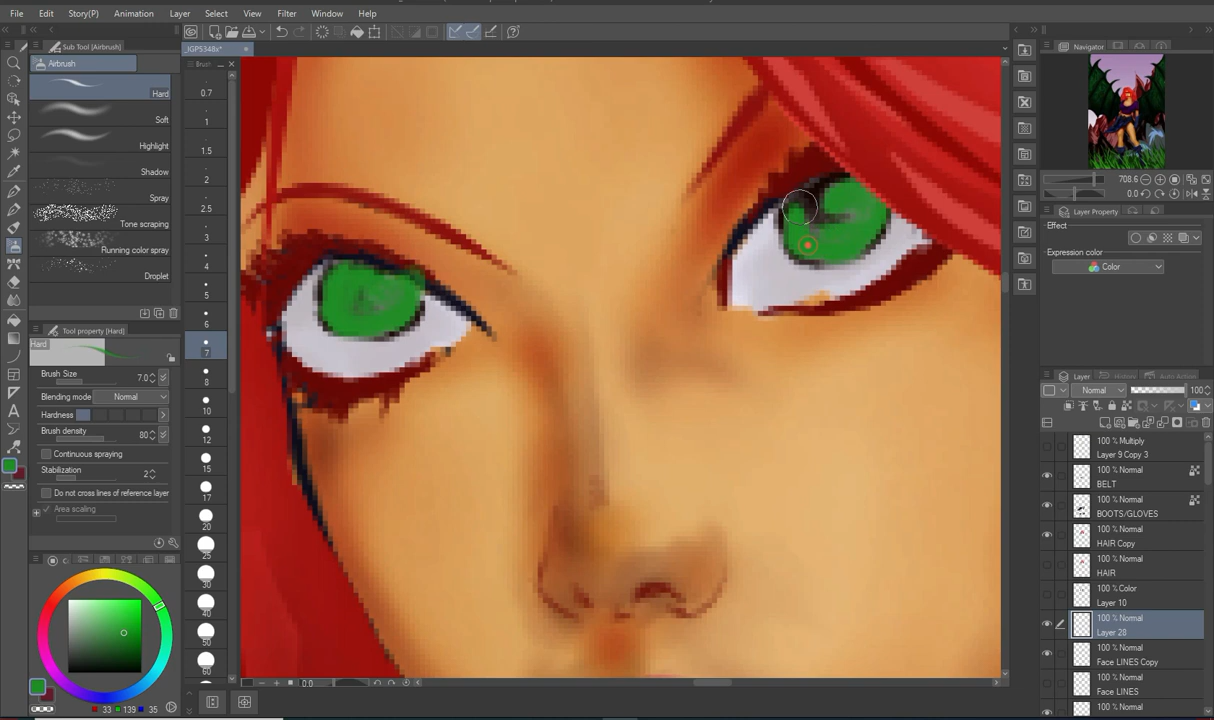 File Edit Story(P) Animation Layer Select View Filter Window Help
Sub Tool [Airbrush]
Airbrush
Hard
Soft
Highlight
Shadow
Spray
Tone scraping
Running color spray
Droplet
Tool property [Hard]
Hard
Brush Size 7.0
Blending mode Normal
Hardness
Brush density 80
Continuous spraying
Stabilization 2
Do not cross lines of reference layer
Area scaling
33 139 35
_IGP5348x*
Brush
0.7
1
1.5
2
2.5
3
4
5
6
7
8
10
12
15
17
20
25
30
40
50
60
0.0
Navigator
708.6
0.0
Layer Property
Effect
Expression color
Color
Layer History Auto Action
Normal 100
100 % Multiply
Layer 9 Copy 3
100 % Normal
BELT
100 % Normal
BOOTS/GLOVES
100 % Normal
HAIR Copy
100 % Normal
HAIR
100 % Color
Layer 10
100 % Normal
Layer 28
100 % Normal
Face LINES Copy
100 % Normal
Face LINES
100 % Normal